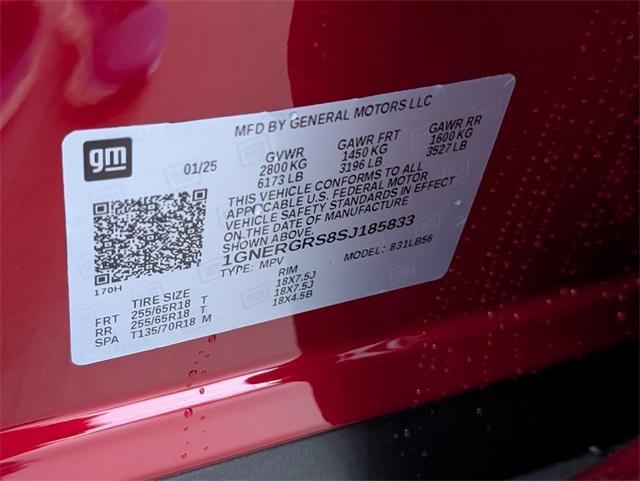 MFD BY GENERAL MOTORS LLC
gm
01/25
GVWR GAWR FRT GAWR RR
2800 KG 1450 KG 1600 KG
6173 LB 3196 LB 3527 LB
THIS VEHICLE CONFORMS TO ALL
APPLICABLE U.S. FEDERAL MOTOR
VEHICLE SAFETY STANDARDS IN EFFECT
ON THE DATE OF MANUFACTURE
SHOWN ABOVE.
1GNERGRS8SJ185833
TYPE: MPV MODEL: 831LB56
170H
TIRE SIZE RIM
FRT 255/65R18 T 18X7.5J
RR 255/65R18 T 18X7.5J
SPA T135/70R18 M 18X4.5B